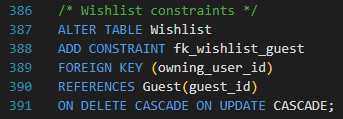 386 /* Wishlist constraints */
387 ALTER TABLE Wishlist
388 ADD CONSTRAINT fk_wishlist_guest
389 FOREIGN KEY (owning_user_id)
390 REFERENCES Guest(guest_id)
391 ON DELETE CASCADE ON UPDATE CASCADE;